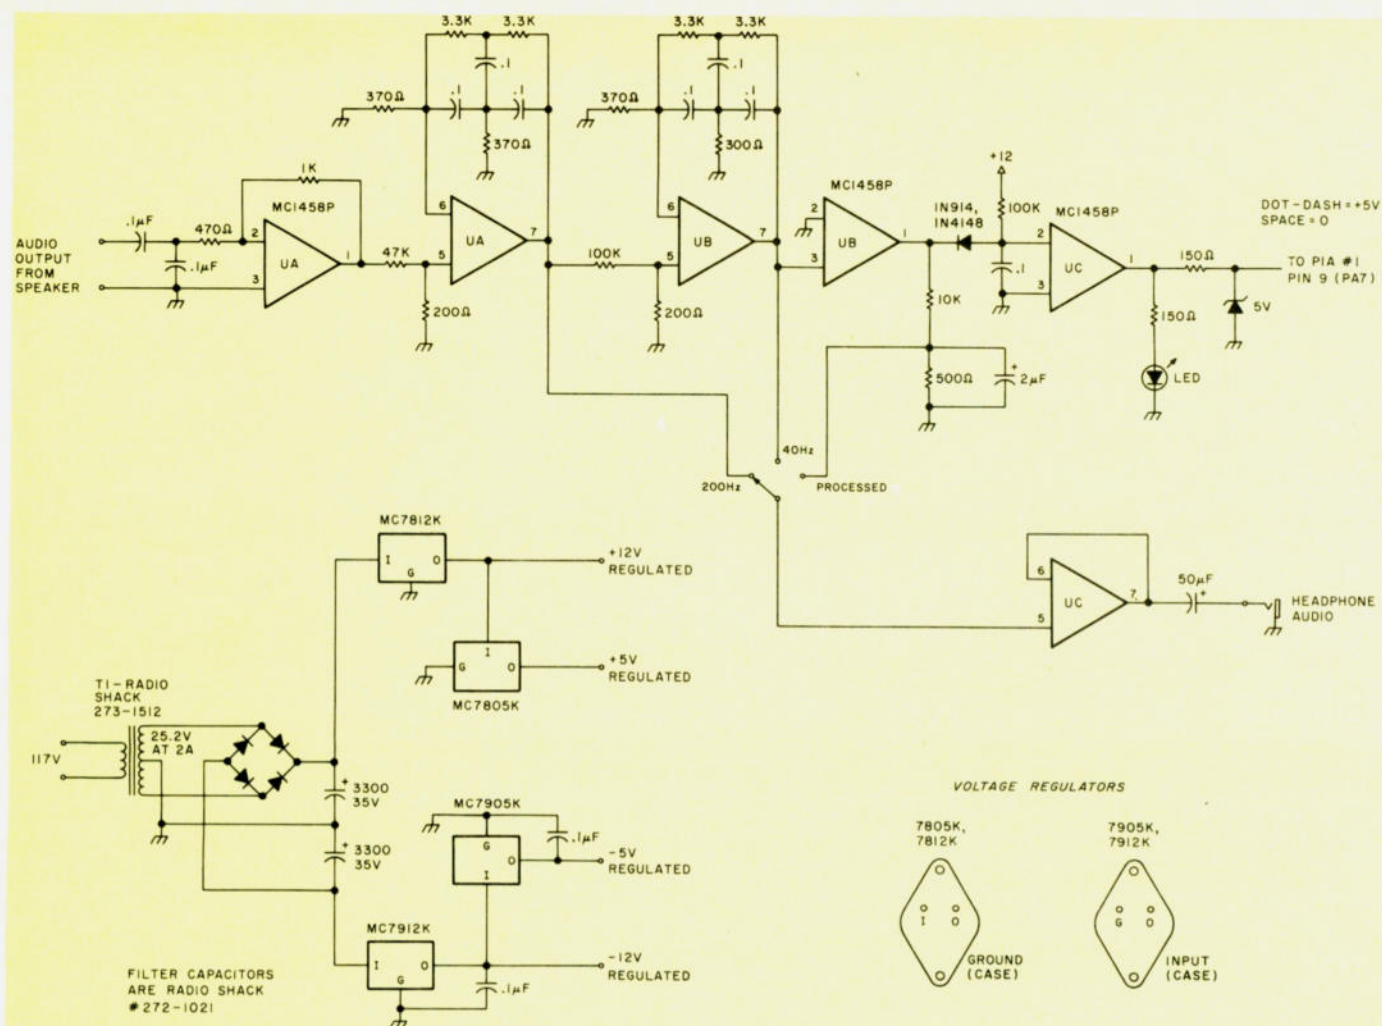 3.3K 3.3K
.1
370Ω .1 .1
370Ω
3.3K 3.3K
.1
370Ω .1 .1
300Ω
1K
MC1458P
.1µF
470Ω
.1µF
AUDIO
OUTPUT
FROM
SPEAKER
2
3
UA
1
47K
200Ω
6
5
UA
7
100K
200Ω
6
5
UB
7
MC1458P
2
3
UB
1
1N914,
1N4148
+12
100K
.1
MC1458P
2
3
UC
1
10K
500Ω
+
2µF
150Ω
150Ω
LED
5V
DOT-DASH=+5V
SPACE=0
TO PIA #1
PIN 9 (PA7)
40Hz
200Hz
PROCESSED
6
5
UC
7
50µF
+
HEADPHONE
AUDIO
MC7812K
I O
G
+12V
REGULATED
I
G O
MC7805K
+5V
REGULATED
T1-RADIO
SHACK
273-1512
25.2V
AT 2A
117V
+
3300
35V
+
3300
35V
MC7905K
G
O
I
.1µF
-5V
REGULATED
MC7912K
I O
G
.1µF
-12V
REGULATED
FILTER CAPACITORS
ARE RADIO SHACK
#272-1021
VOLTAGE REGULATORS
7805K,
7812K
I O
GROUND
(CASE)
7905K,
7912K
G O
INPUT
(CASE)